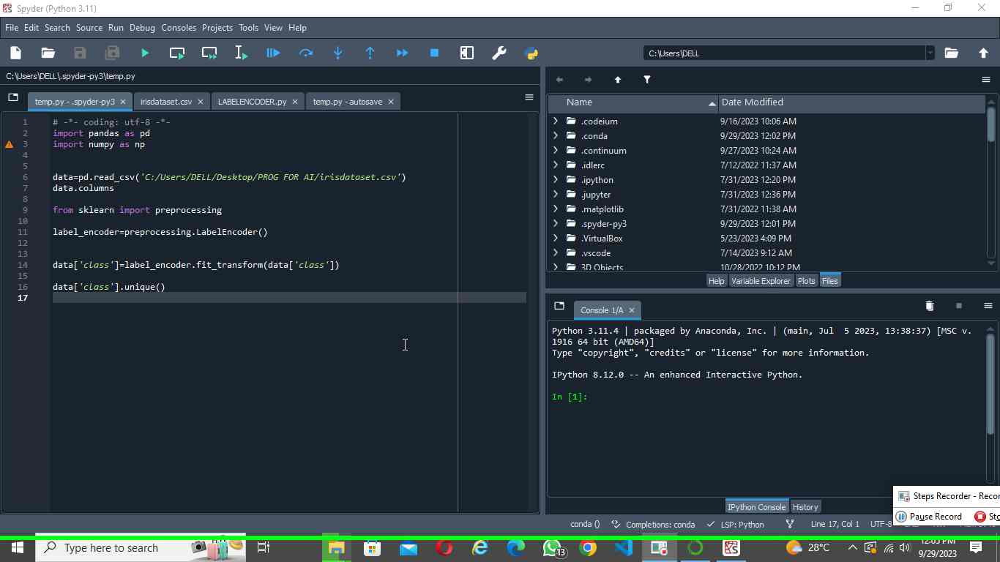 Spyder (Python 3.11)
File Edit Search Source Run Debug Consoles Projects Tools View Help
C:\Users\DELL
C:\Users\DELL\.spyder-py3\temp.py
temp.py - .spyder-py3
irisdataset.csv
LABELENCODER.py
temp.py - autosave
1 # -*- coding: utf-8 -*-
2 import pandas as pd
3 import numpy as np
4
5
6 data=pd.read_csv('C:/Users/DELL/Desktop/PROG FOR AI/irisdataset.csv')
7 data.columns
8
9 from sklearn import preprocessing
10
11 label_encoder=preprocessing.LabelEncoder()
12
13
14 data['class']=label_encoder.fit_transform(data['class'])
15
16 data['class'].unique()
17
Name Date Modified
.codeium 9/16/2023 10:06 AM
.conda 9/29/2023 12:02 PM
.continuum 9/27/2023 10:24 AM
.idlerc 7/12/2022 11:37 AM
.ipython 7/31/2023 12:20 PM
.jupyter 7/31/2023 12:36 PM
.matplotlib 7/31/2022 11:38 AM
.spyder-py3 9/29/2023 12:01 PM
.VirtualBox 5/23/2023 4:09 PM
.vscode 7/14/2023 9:12 AM
3D Objects 10/28/2022 10:12 PM
Help Variable Explorer Plots Files
Console 1/A
Python 3.11.4 | packaged by Anaconda, Inc. | (main, Jul  5 2023, 13:38:37) [MSC v.
1916 64 bit (AMD64)]
Type "copyright", "credits" or "license" for more information.
IPython 8.12.0 -- An enhanced Interactive Python.
In [1]:
IPython Console History
Steps Recorder - Recor
Pause Record
conda () Completions: conda LSP: Python Line 17, Col 1 UTF-8
Type here to search
13
28°C
12:05 PM
9/29/2023